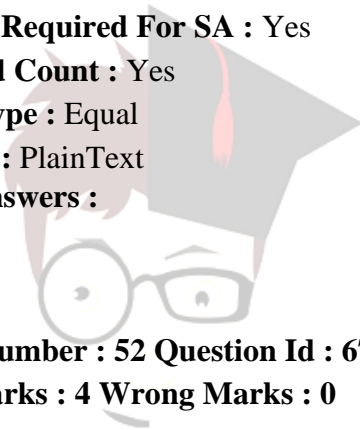 Required For SA : Yes
d Count : Yes
ype : Equal
: PlainText
nswers :
umber : 52 Question Id : 6
arks : 4 Wrong Marks : 0